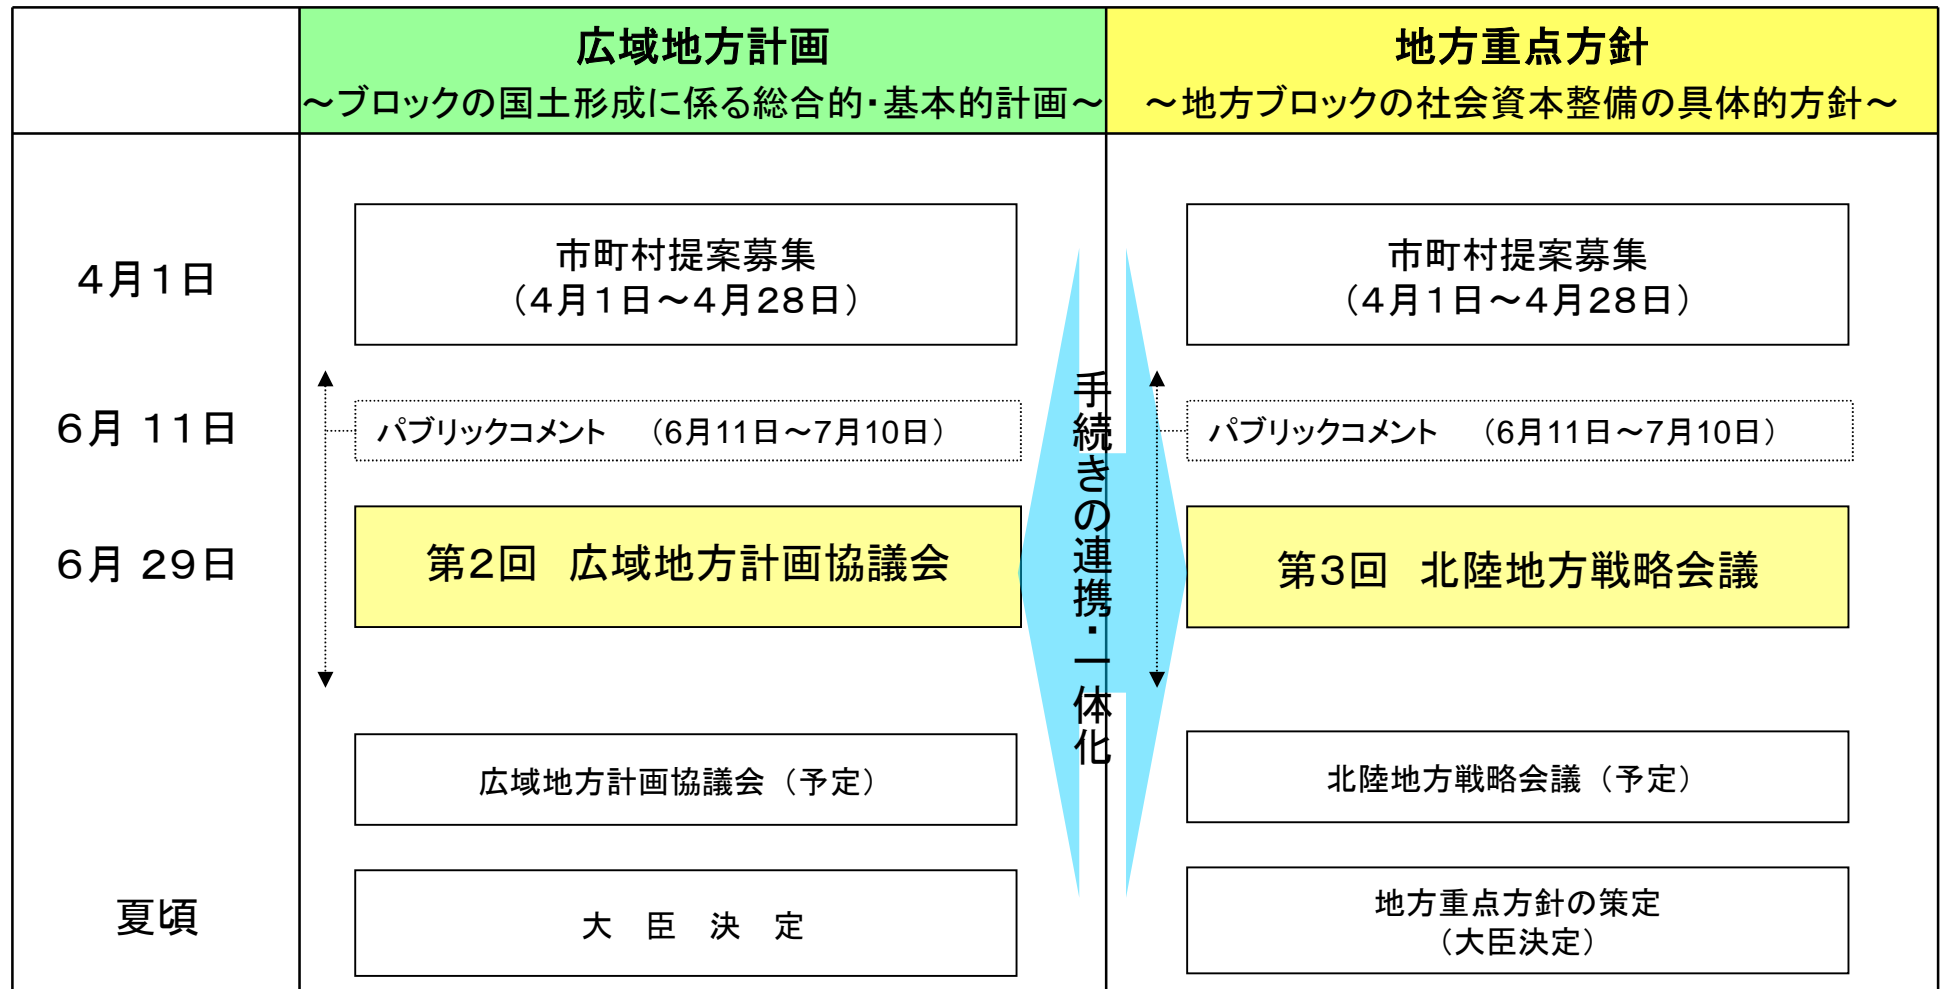 広域地方計画
～ブロックの国土形成に係る総合的・基本的計画～
地方重点方針
～地方ブロックの社会資本整備の具体的方針～
４月１日
市町村提案募集
（４月１日～４月２８日）
市町村提案募集
（４月１日～４月２８日）
６月 11日
パブリックコメント　（6月11日～7月10日）
パブリックコメント　（6月11日～7月10日）
６月 29日
第２回　広域地方計画協議会
第３回　北陸地方戦略会議
手続きの連携・一体化
広域地方計画協議会（予定）
北陸地方戦略会議（予定）
夏頃
大　臣　決　定
地方重点方針の策定
（大臣決定）